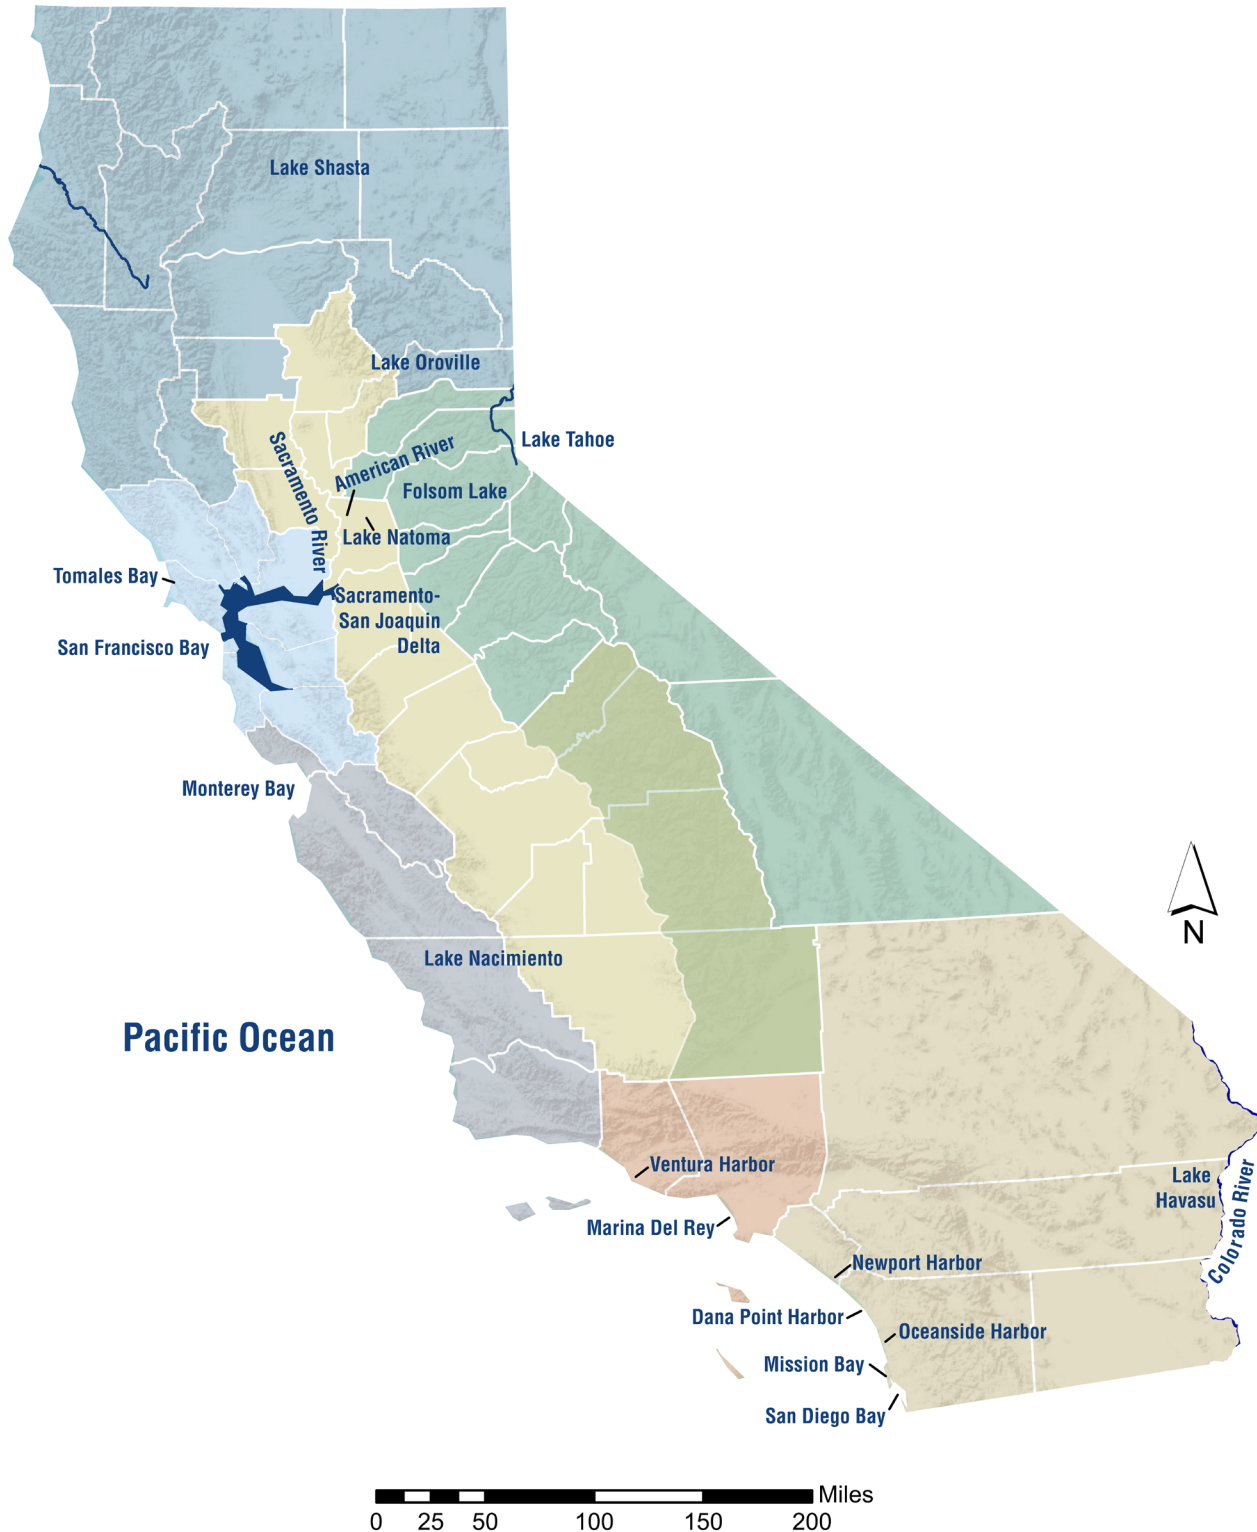 Lake Shasta
Lake Oroville
Lake Tahoe
American River
Sacramento River
Folsom Lake
Lake Natoma
Tomales Bay
Sacramento-
San Joaquin
Delta
San Francisco Bay
Monterey Bay
N
Lake Nacimiento
Pacific Ocean
Ventura Harbor
Lake
Havasu
Colorado River
Marina Del Rey
Newport Harbor
Dana Point Harbor
Oceanside Harbor
Mission Bay
San Diego Bay
Miles
0 25 50 100 150 200